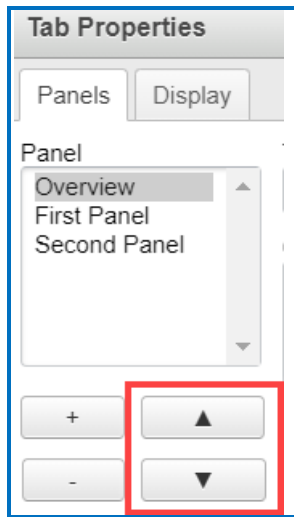 Tab Properties
Panels Display
Panel
Overview
First Panel
Second Panel
+ ▲
- ▼